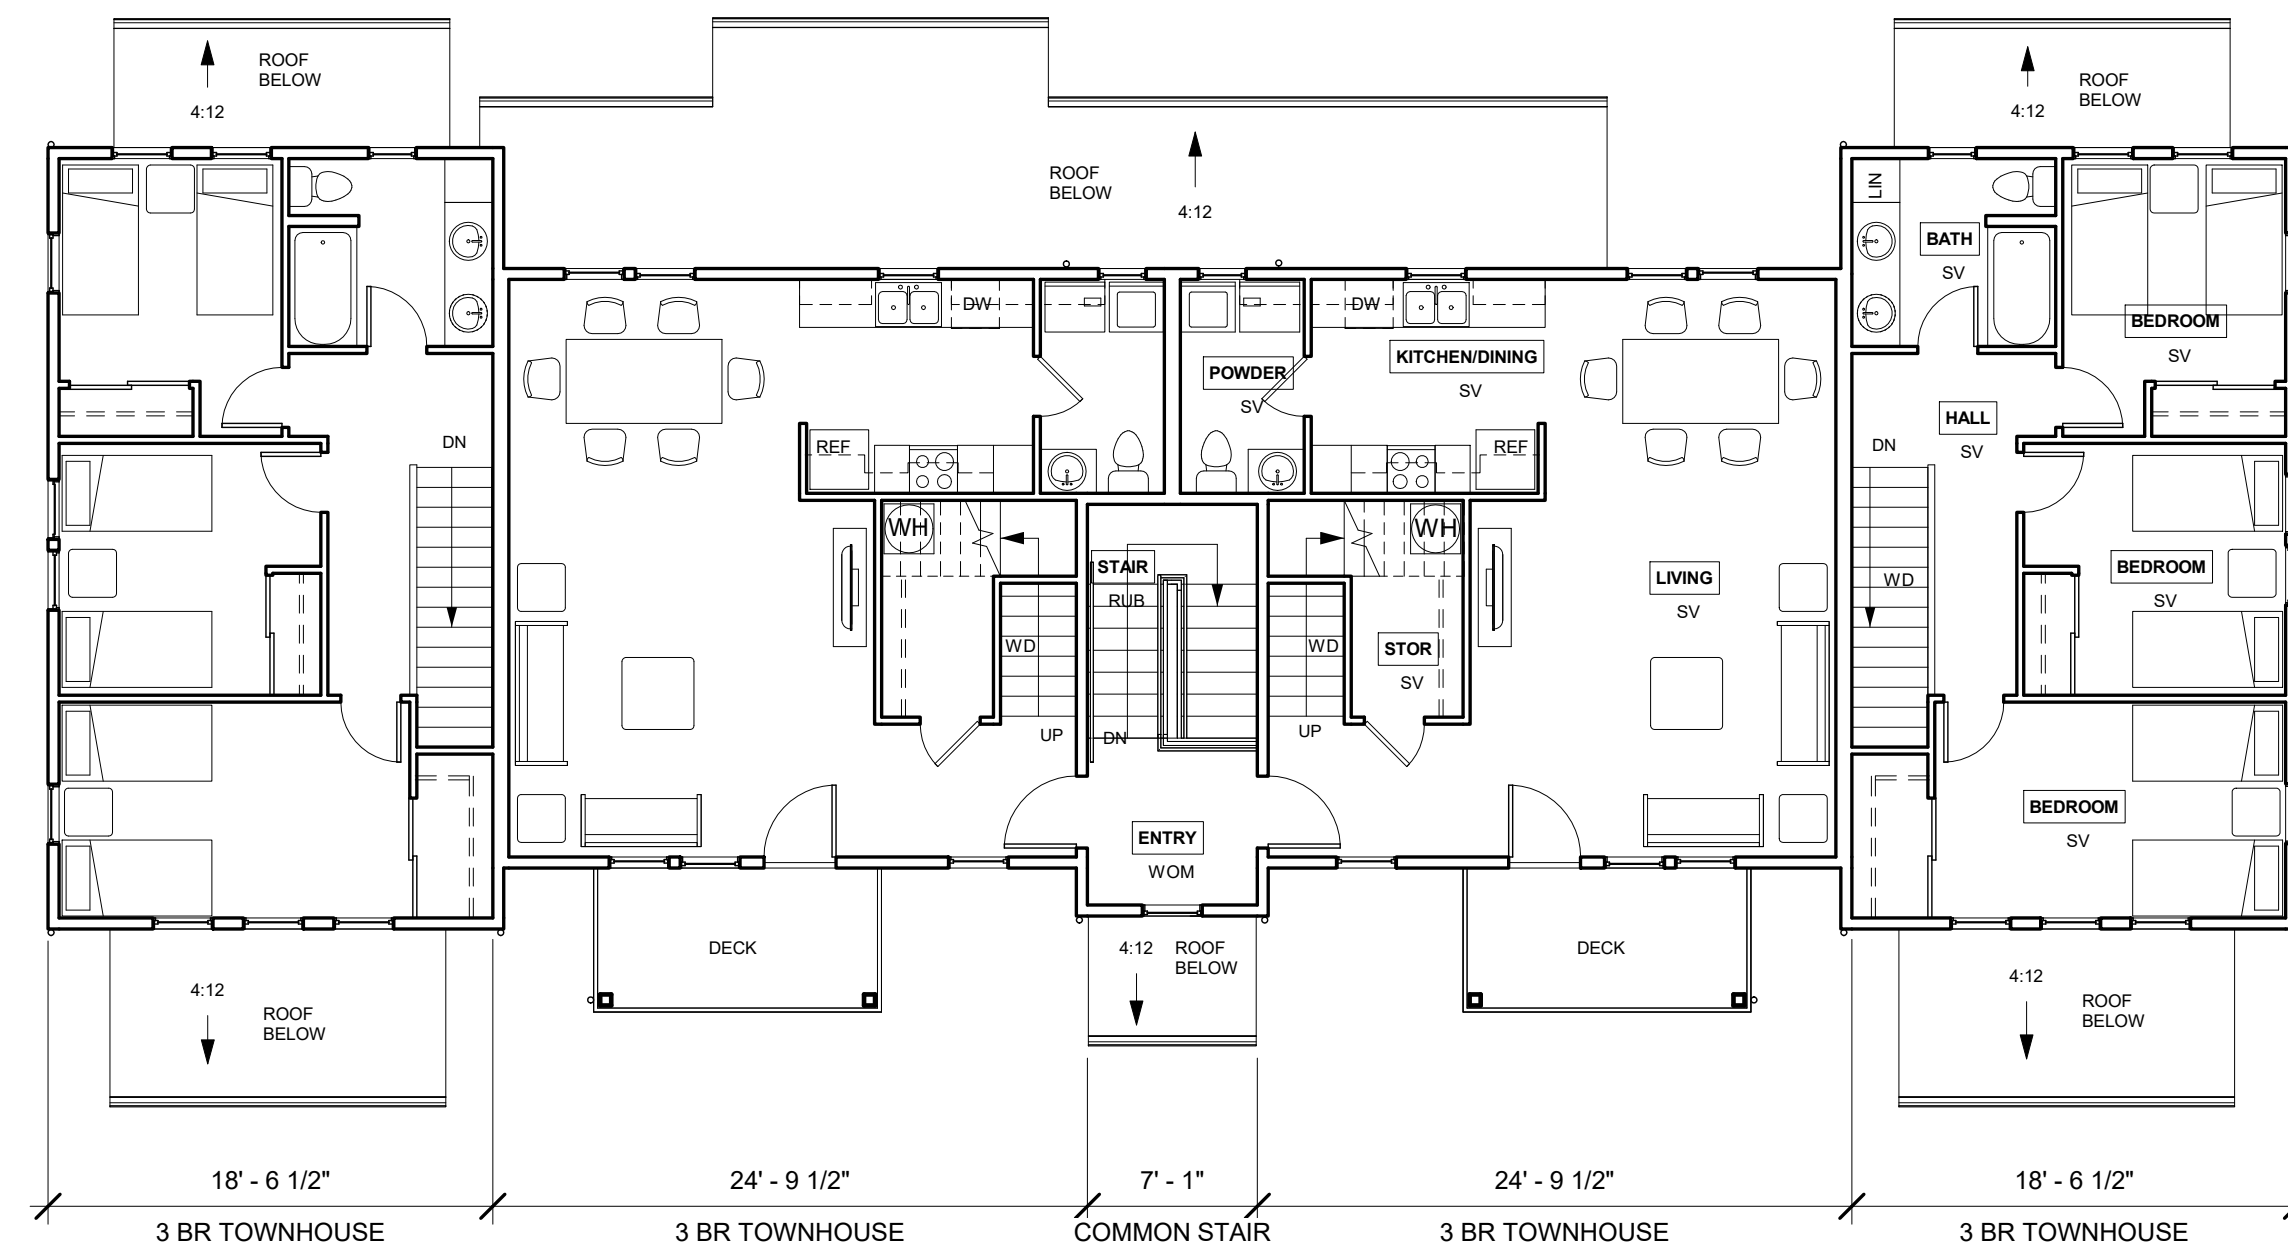 ROOF
BELOW
4:12
ROOF
BELOW
4:12
ROOF
BELOW
4:12
LIN
BATH
SV
BEDROOM
SV
DW
DW
POWDER
SV
KITCHEN/DINING
SV
HALL
SV
DN
DN
REF
REF
WH
WH
STAIR
RUB
LIVING
SV
WD
BEDROOM
SV
WD
WD
STOR
SV
UP
DN
UP
BEDROOM
SV
ENTRY
WOM
DECK
4:12
ROOF
BELOW
DECK
4:12
ROOF
BELOW
4:12
ROOF
BELOW
18' - 6 1/2"
24' - 9 1/2"
7' - 1"
24' - 9 1/2"
18' - 6 1/2"
3 BR TOWNHOUSE
3 BR TOWNHOUSE
COMMON STAIR
3 BR TOWNHOUSE
3 BR TOWNHOUSE